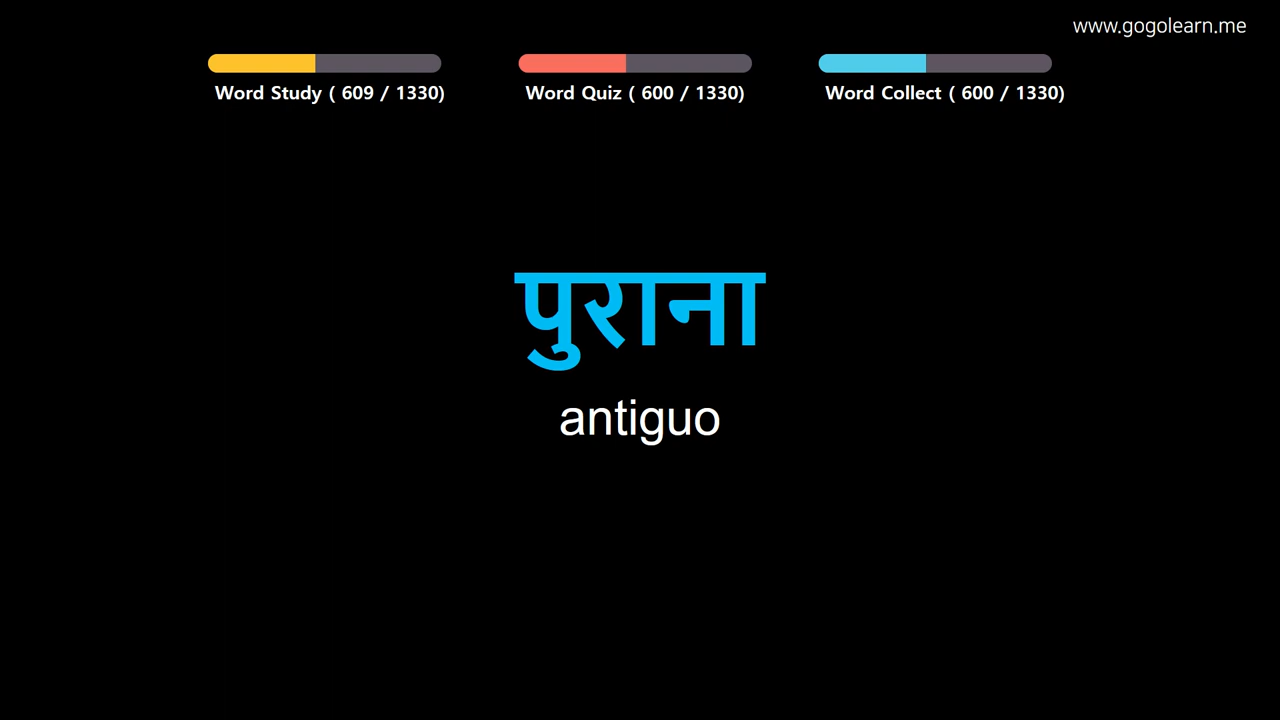 www.gogolearn.me
Word Study ( 609 / 1330)
Word Quiz ( 600 / 1330)
Word Collect ( 600 / 1330)
पुराना
antiguo